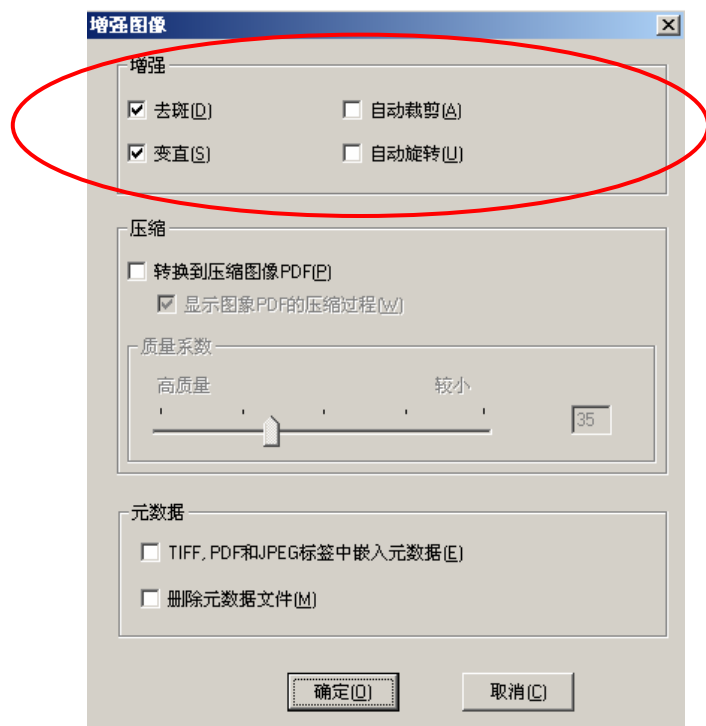 增强图像
增强
去斑(D) 自动裁剪(A)
变直(S) 自动旋转(U)
压缩
转换到压缩图像PDF(P)
显示图象PDF的压缩过程(W)
质量系数
高质量 较小
35
元数据
TIFF, PDF和JPEG标签中嵌入元数据(E)
删除元数据文件(M)
确定(O) 取消(C)